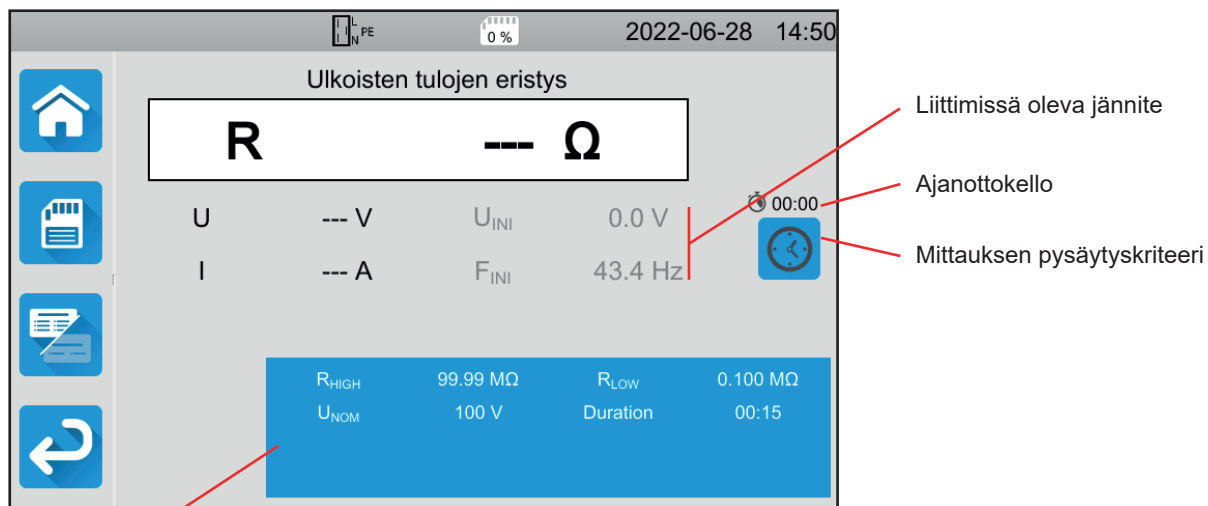 L
N PE
0 %
2022-06-28 14:50
Ulkoisten tulojen eristys
R --- Ω
Liittimissä oleva jännite
Ajanottokello
00:00
U --- V UINI 0.0 V
Mittauksen pysäytyskriteeri
I --- A FINI 43.4 Hz
RHIGH 99.99 MΩ RLOW 0.100 MΩ
UNOM 100 V Duration 00:15